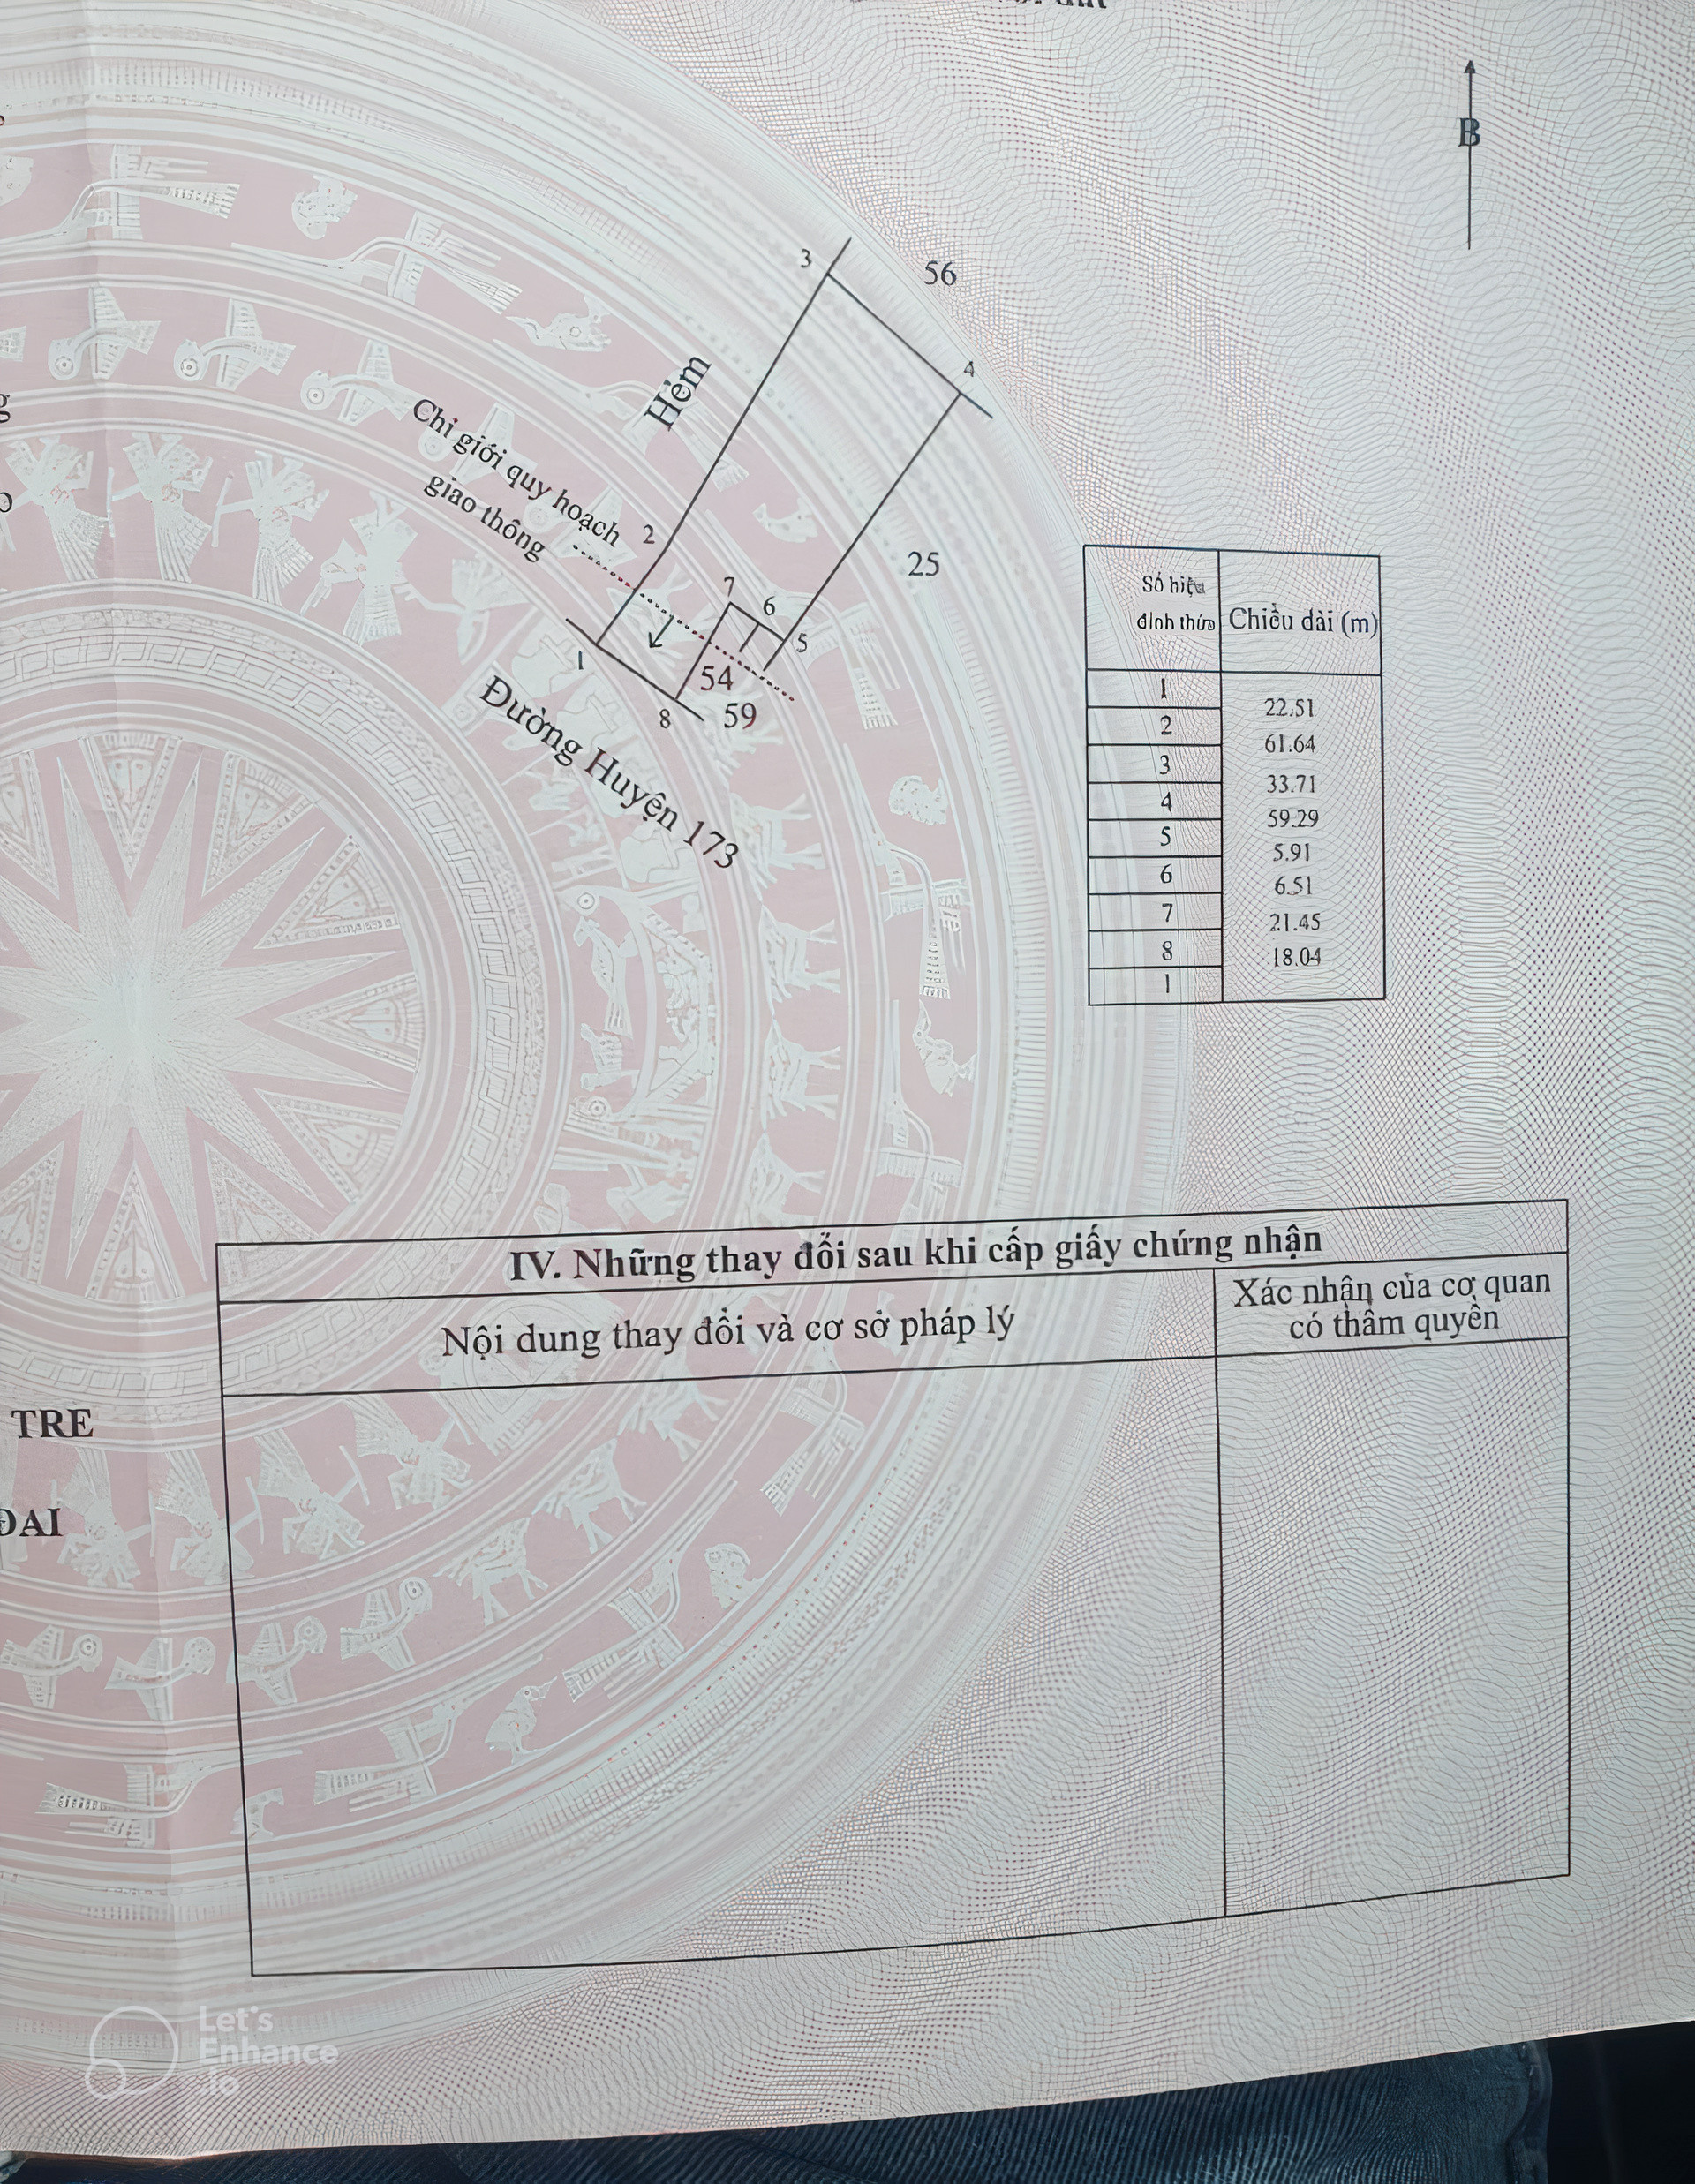 B
3
56
4
Hẻm
Chỉ giới quy hoạch
giao thông
2
25
7
6
5
1
54
8
59
Đường Huyện 173
Số hiệu
đỉnh thửa
Chiều dài (m)
1
22.51
2
61.64
3
33.71
4
59.29
5
5.91
6
6.51
7
21.45
8
18.04
1
IV. Những thay đổi sau khi cấp giấy chứng nhận
Nội dung thay đổi và cơ sở pháp lý
Xác nhận của cơ quan
có thẩm quyền
TRE
ĐAI
Let's
Enhance
.io